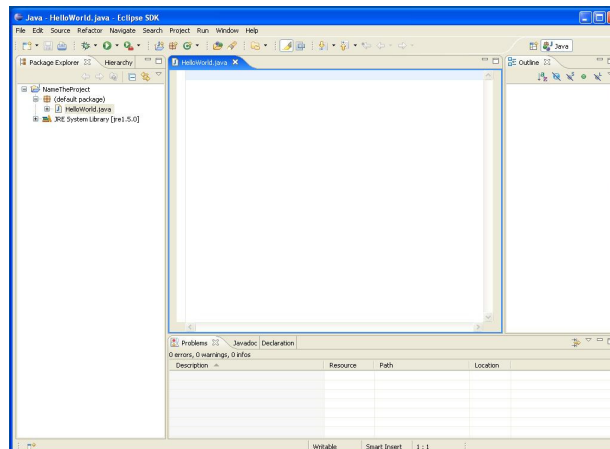 Java - HelloWorld.java - Eclipse SDK
File Edit Source Refactor Navigate Search Project Run Window Help
Java
Package Explorer Hierarchy
HelloWorld.java
Outline
NameTheProject
(default package)
HelloWorld.java
JRE System Library [jre1.5.0]
Problems Javadoc Declaration
0 errors, 0 warnings, 0 infos
Description Resource Path Location
Writable Smart Insert 1 : 1